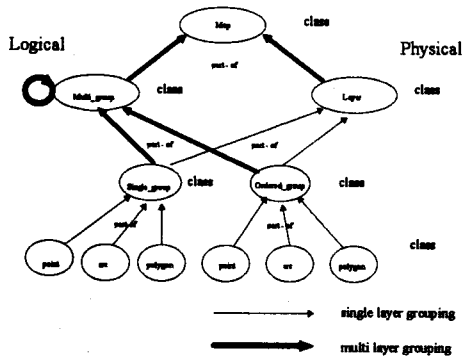 Map class
Logical Physical
part - of
Multi_group class Layer class
part - of part - of
Single_group class Ordered_group class
part-of part - of
class
point arc polygon point arc polygon
single layer grouping
multi layer grouping